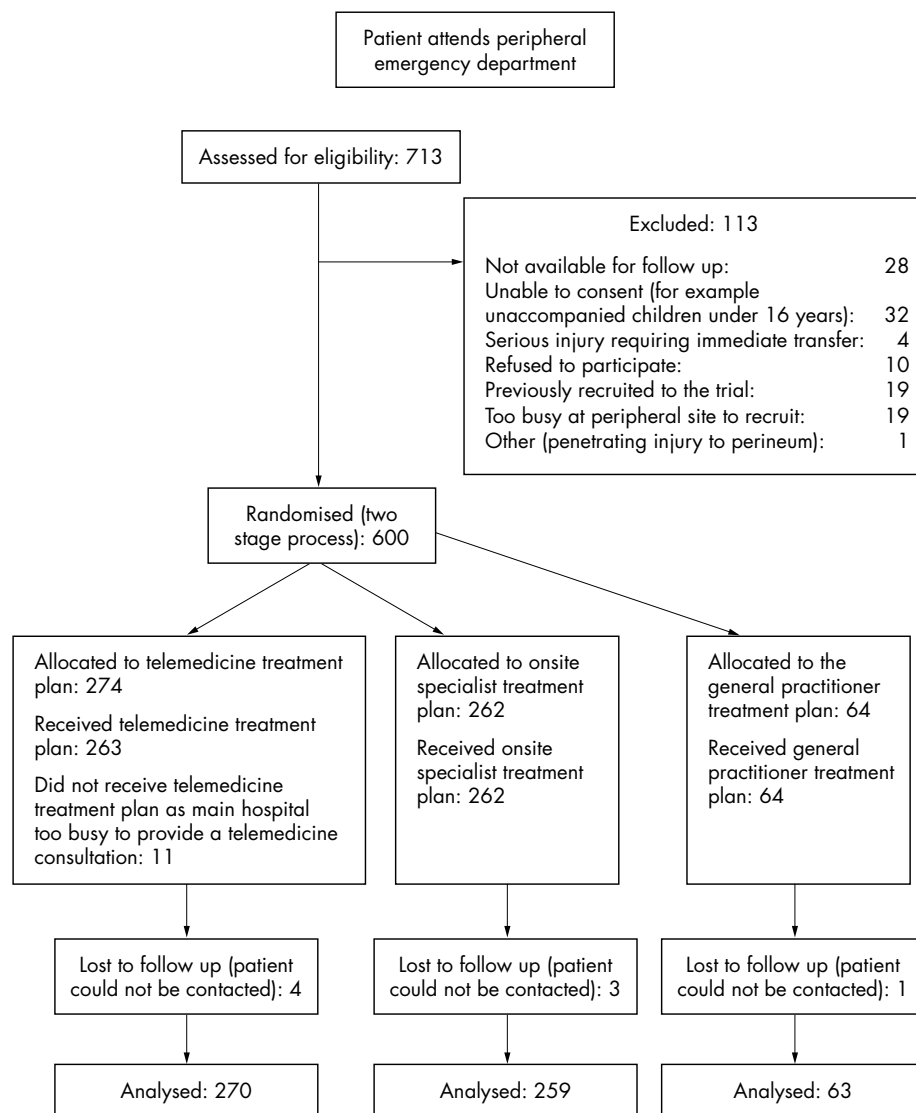 Patient attends peripheral
emergency department
Assessed for eligibility: 713
Excluded: 113
Not available for follow up: 28
Unable to consent (for example
unaccompanied children under 16 years): 32
Serious injury requiring immediate transfer: 4
Refused to participate: 10
Previously recruited to the trial: 19
Too busy at peripheral site to recruit: 19
Other (penetrating injury to perineum): 1
Randomised (two
stage process): 600
Allocated to telemedicine treatment
plan: 274
Received telemedicine treatment
plan: 263
Did not receive telemedicine
treatment plan as main hospital
too busy to provide a telemedicine
consultation: 11
Allocated to onsite
specialist treatment
plan: 262
Received onsite
specialist treatment
plan: 262
Allocated to the
general practitioner
treatment plan: 64
Received general
practitioner treatment
plan: 64
Lost to follow up (patient
could not be contacted): 4
Lost to follow up (patient
could not be contacted): 3
Lost to follow up (patient
could not be contacted): 1
Analysed: 270
Analysed: 259
Analysed: 63